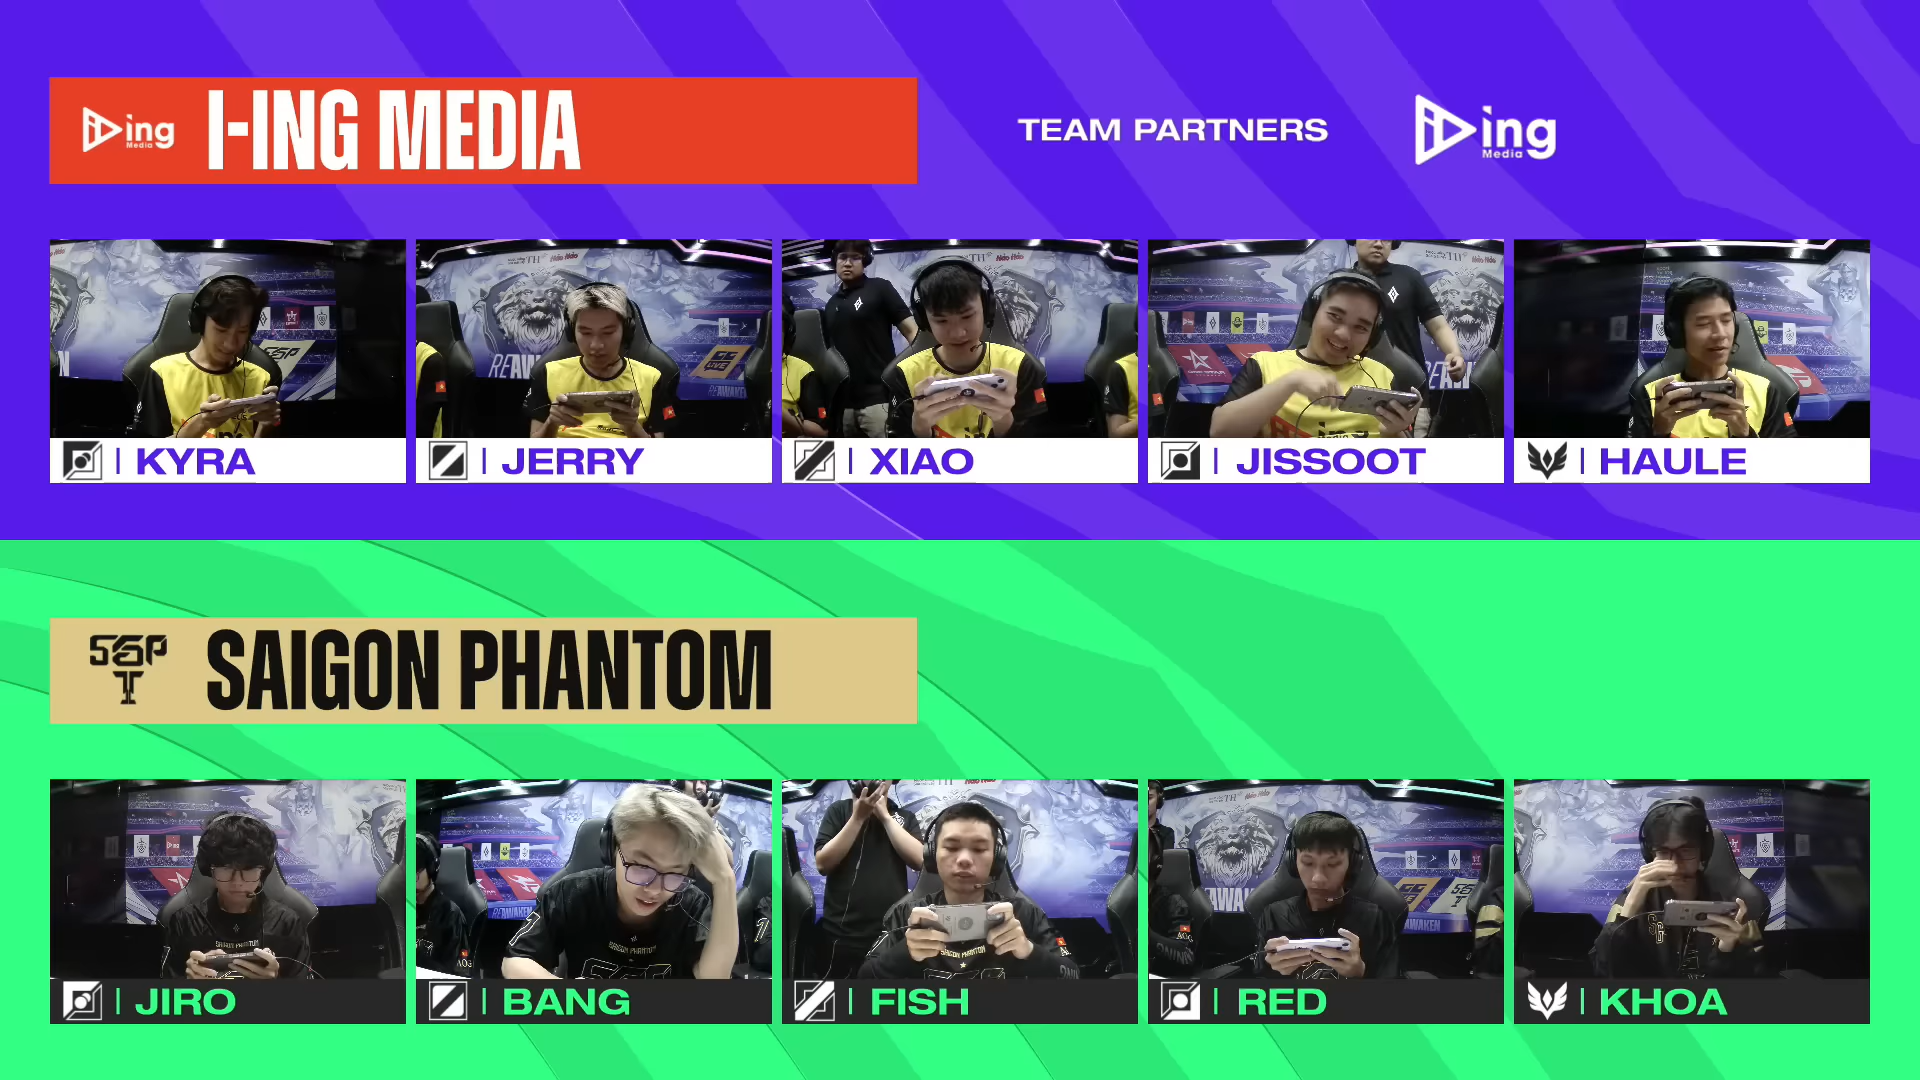 ing
Media
I-ING MEDIA
TEAM PARTNERS
ing
Media
KYRA
JERRY
XIAO
JISSOOT
HAULE
SGP
SAIGON PHANTOM
JIRO
BANG
FISH
RED
KHOA